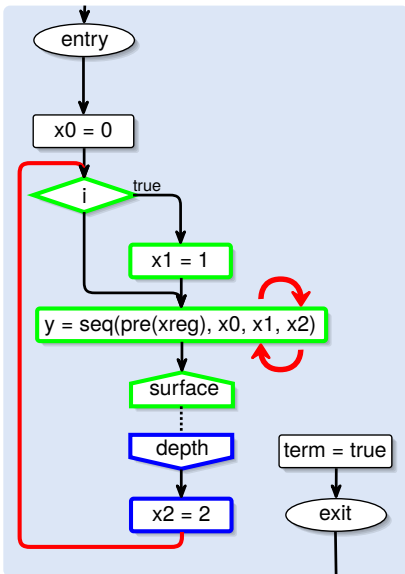 entry
x0 = 0
i
true
x1 = 1
y = seq(pre(xreg), x0, x1, x2)
surface
depth
term = true
x2 = 2
exit